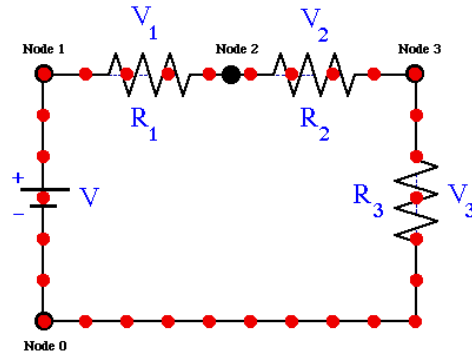 V1 V2
Node 1 Node 2 Node 3
R1 R2
+
− V R3 V3
Node 0